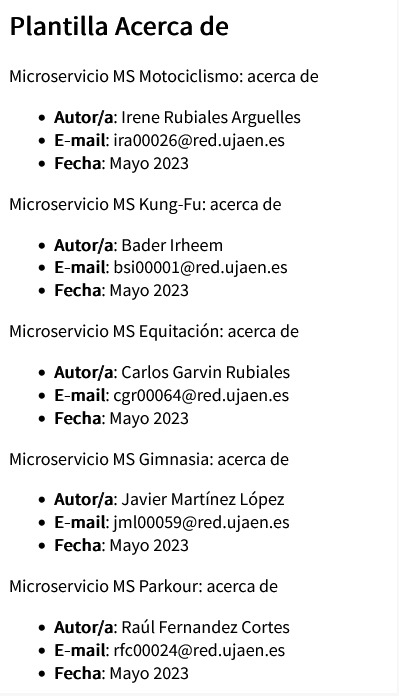 Plantilla Acerca de
Microservicio MS Motociclismo: acerca de
• Autor/a: Irene Rubiales Arguelles
• E-mail: ira00026@red.ujaen.es
• Fecha: Mayo 2023
Microservicio MS Kung-Fu: acerca de
• Autor/a: Bader Irheem
• E-mail: bsi00001@red.ujaen.es
• Fecha: Mayo 2023
Microservicio MS Equitación: acerca de
• Autor/a: Carlos Garvin Rubiales
• E-mail: cgr00064@red.ujaen.es
• Fecha: Mayo 2023
Microservicio MS Gimnasia: acerca de
• Autor/a: Javier Martínez López
• E-mail: jml00059@red.ujaen.es
• Fecha: Mayo 2023
Microservicio MS Parkour: acerca de
• Autor/a: Raúl Fernandez Cortes
• E-mail: rfc00024@red.ujaen.es
• Fecha: Mayo 2023